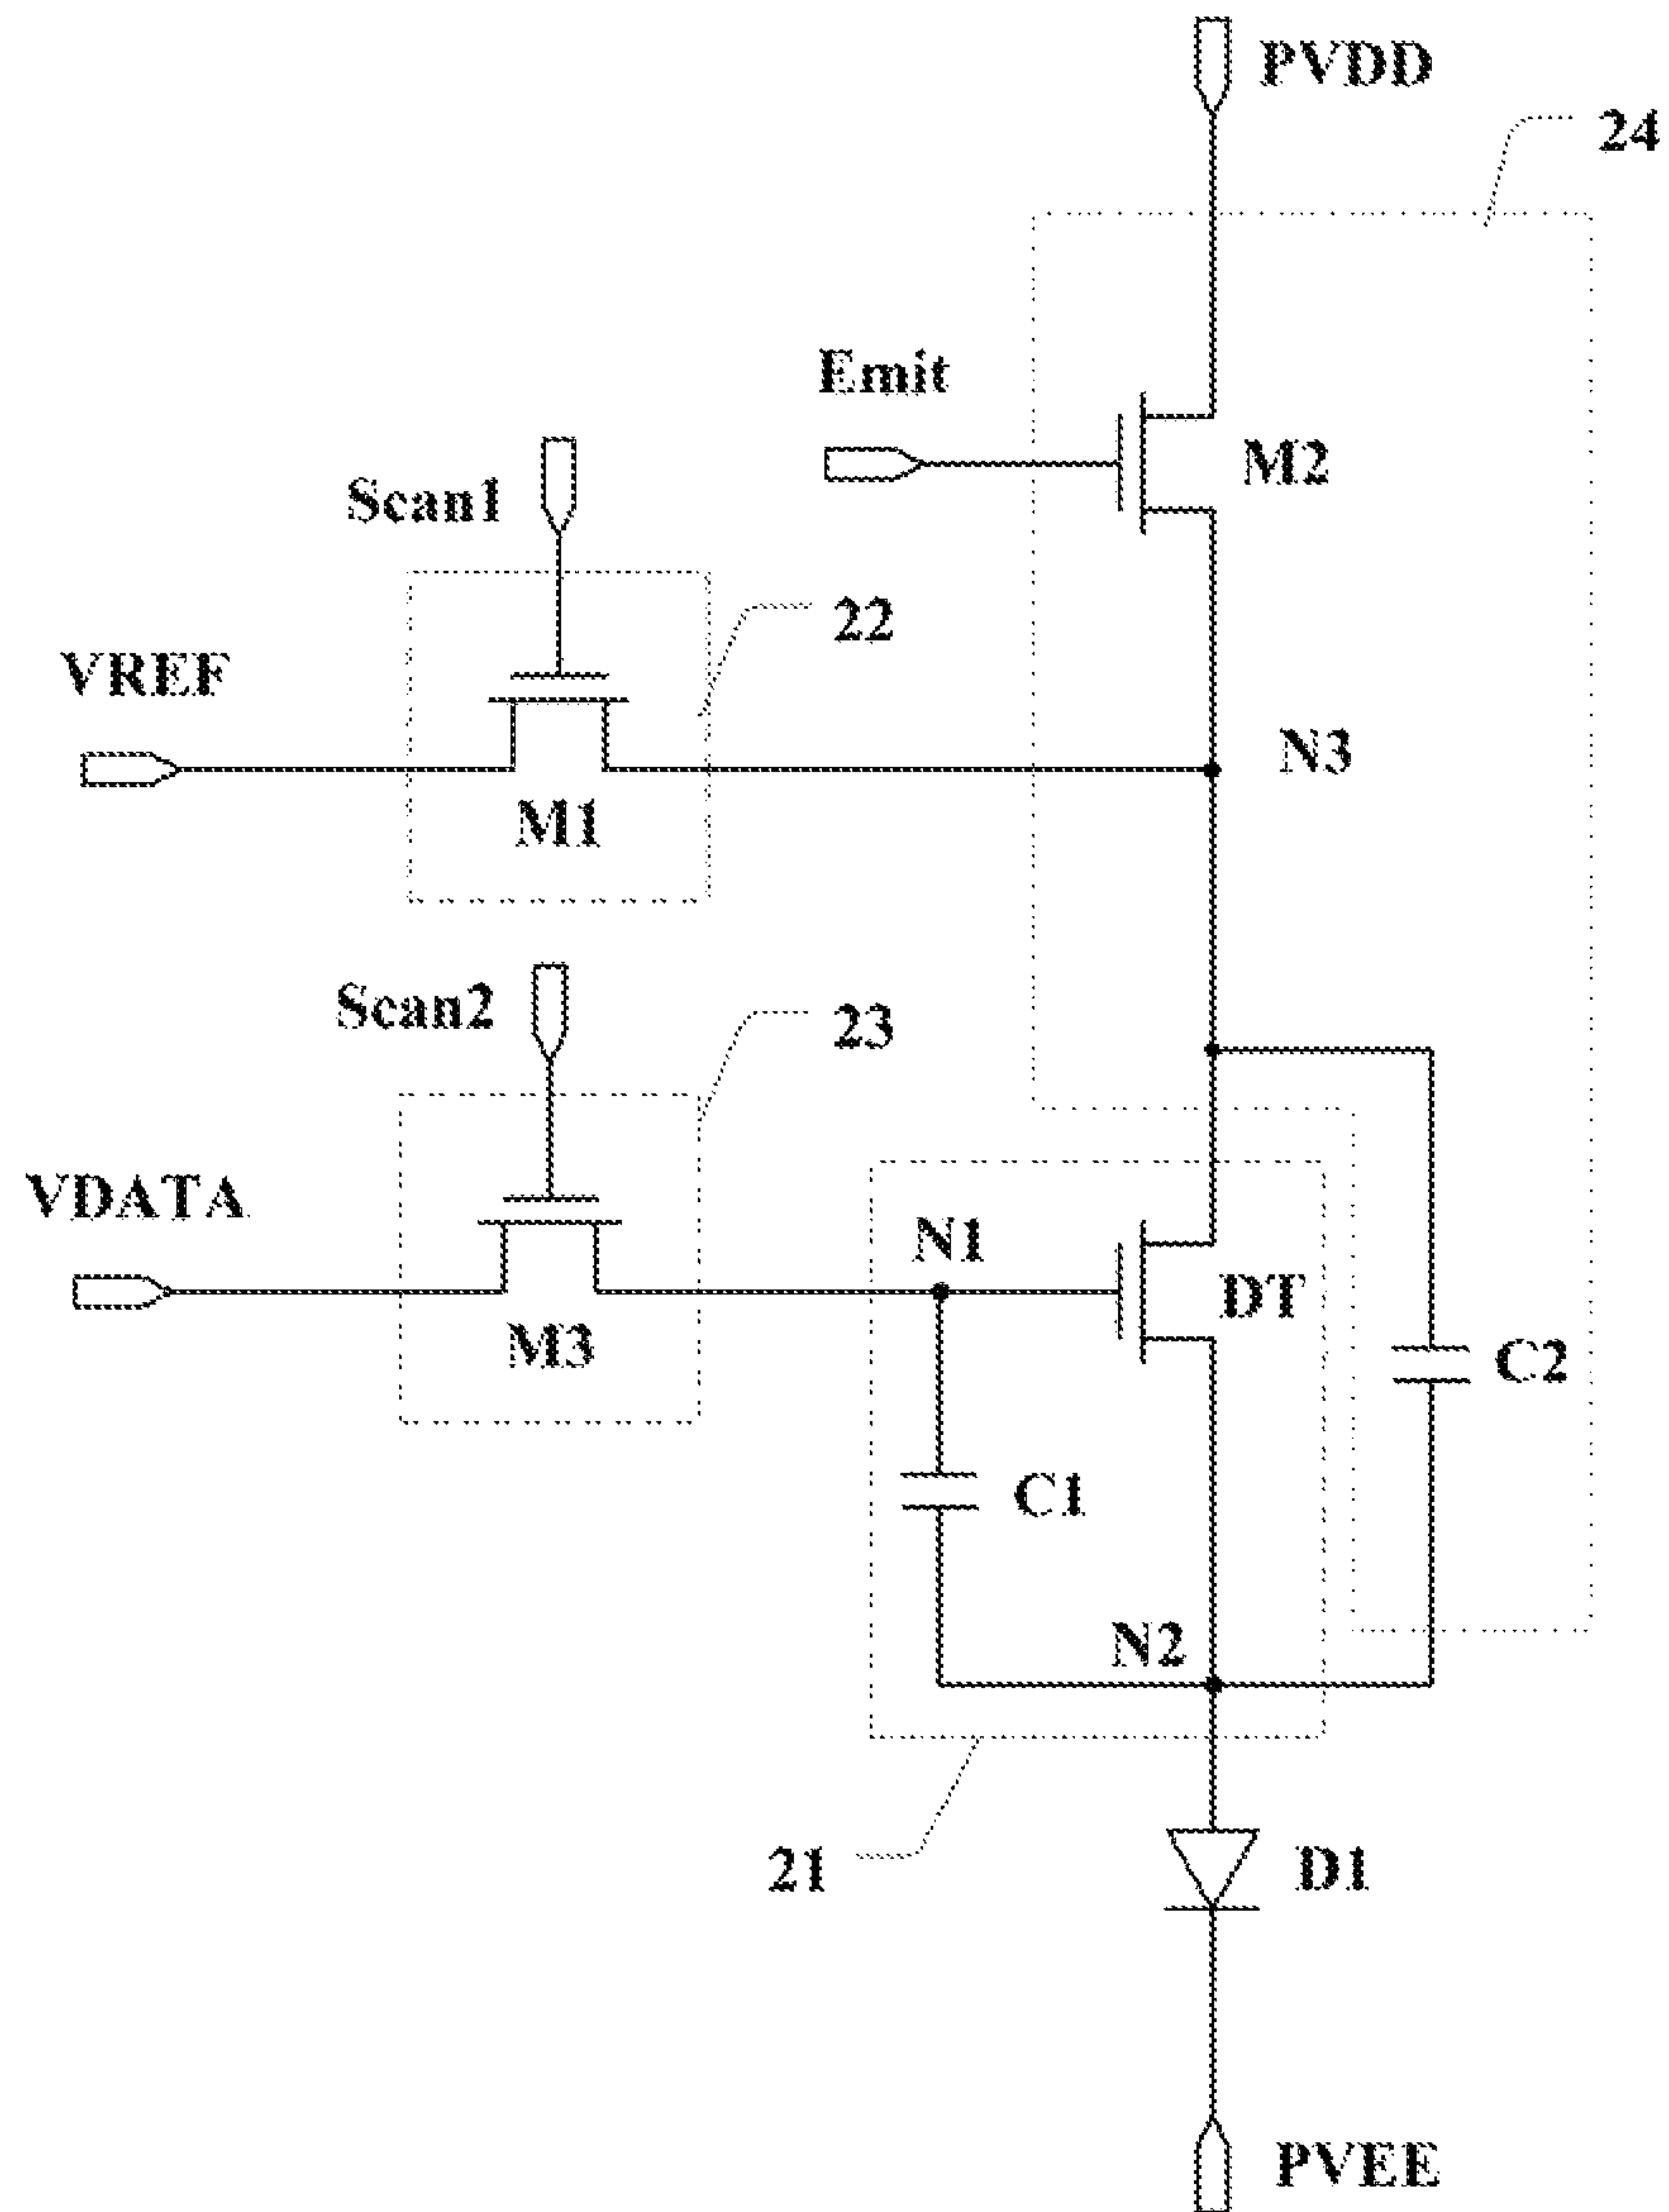 PVDD
24
Emit
M2
Scan1
22
VREF
N3
M1
Scan2
23
VDATA
N1
DT
M3
C2
C1
N2
21
D1
PVEE